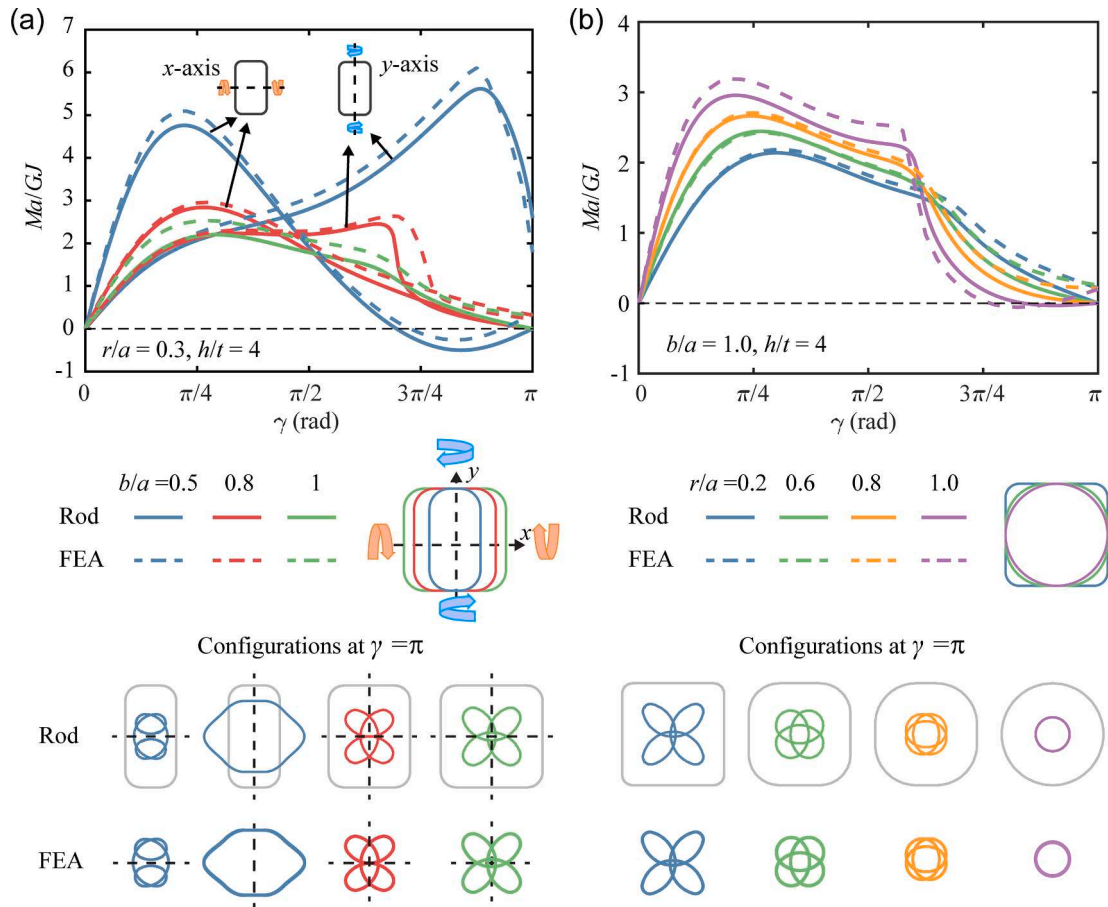 (a)
7
6
5
4
3
2
1
0
-1
Ma/GJ
x-axis
y-axis
r/a = 0.3, h/t = 4
0
π/4
π/2
3π/4
π
γ (rad)
(b)
4
3
2
1
0
-1
Ma/GJ
b/a = 1.0, h/t = 4
0
π/4
π/2
3π/4
π
γ (rad)
b/a =0.5 0.8 1
Rod
FEA
y
x
r/a =0.2 0.6 0.8 1.0
Rod
FEA
Configurations at γ =π
Rod
FEA
Configurations at γ =π